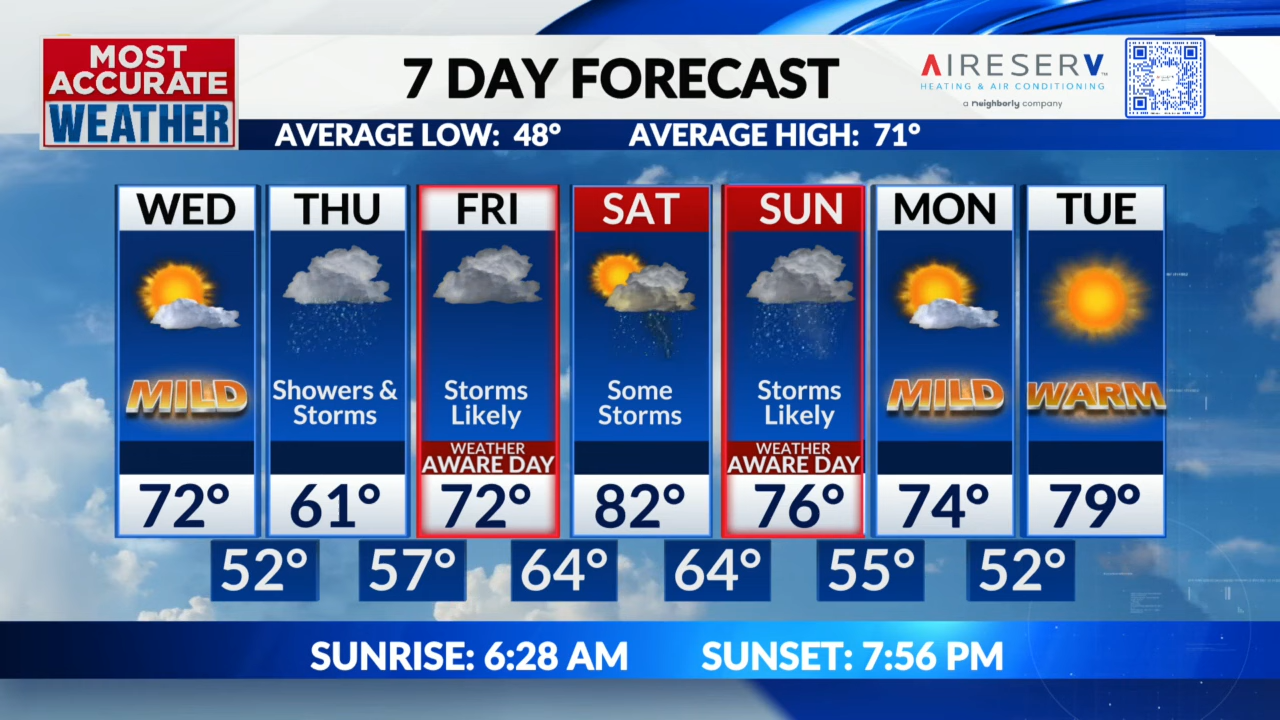 MOST
ACCURATE
WEATHER
7 DAY FORECAST
AIRESERV™
HEATING & AIR CONDITIONING
a neighborly company
AVERAGE LOW: 48° AVERAGE HIGH: 71°
WED THU FRI SAT SUN MON TUE
MILD
Showers &
Storms
Storms
Likely
Some
Storms
Storms
Likely
MILD
WARM
WEATHER
AWARE DAY
WEATHER
AWARE DAY
72° 61° 72° 82° 76° 74° 79°
52° 57° 64° 64° 55° 52°
SUNRISE: 6:28 AM SUNSET: 7:56 PM